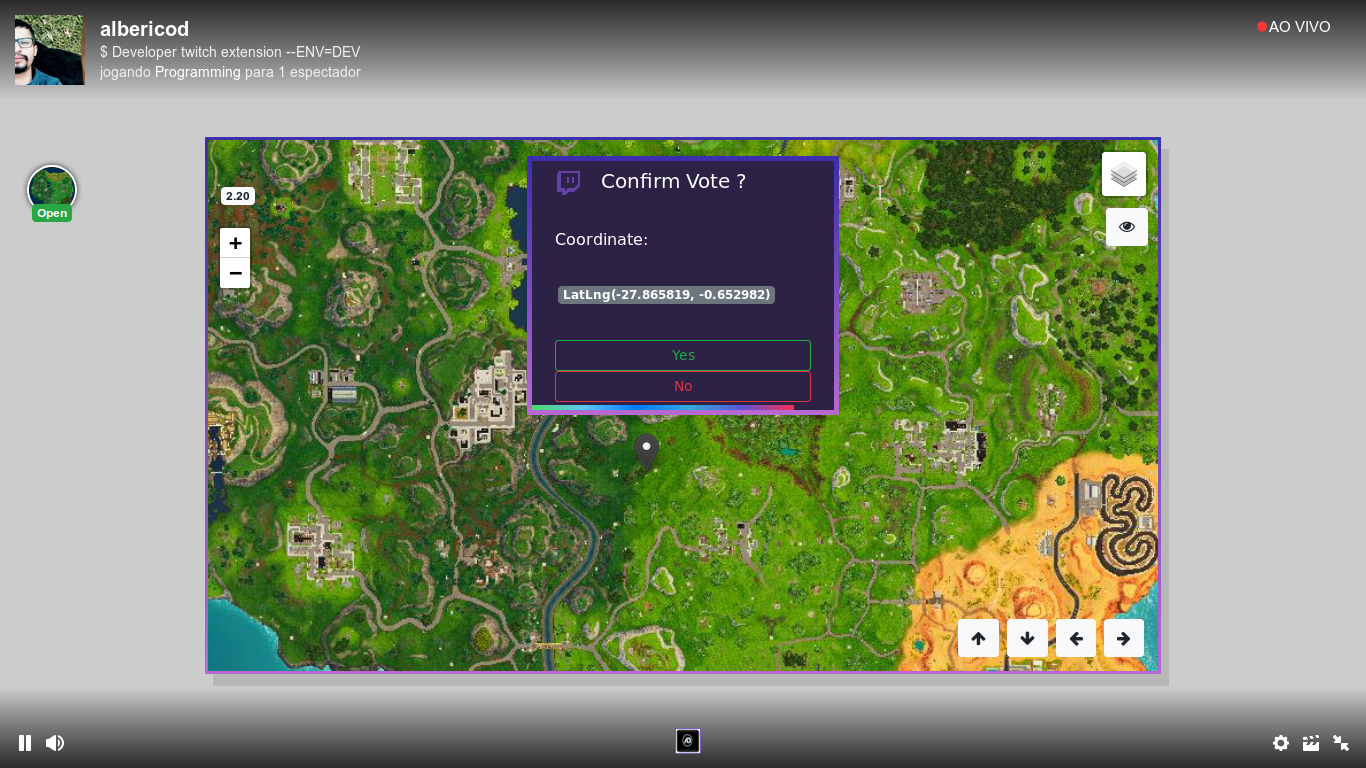 albericod
$ Developer twitch extension --ENV=DEV
jogando Programming para 1 espectador
AO VIVO
Open
2.20
+
−
Confirm Vote ?
Coordinate:
LatLng(-27.865819, -0.652982)
Yes
No